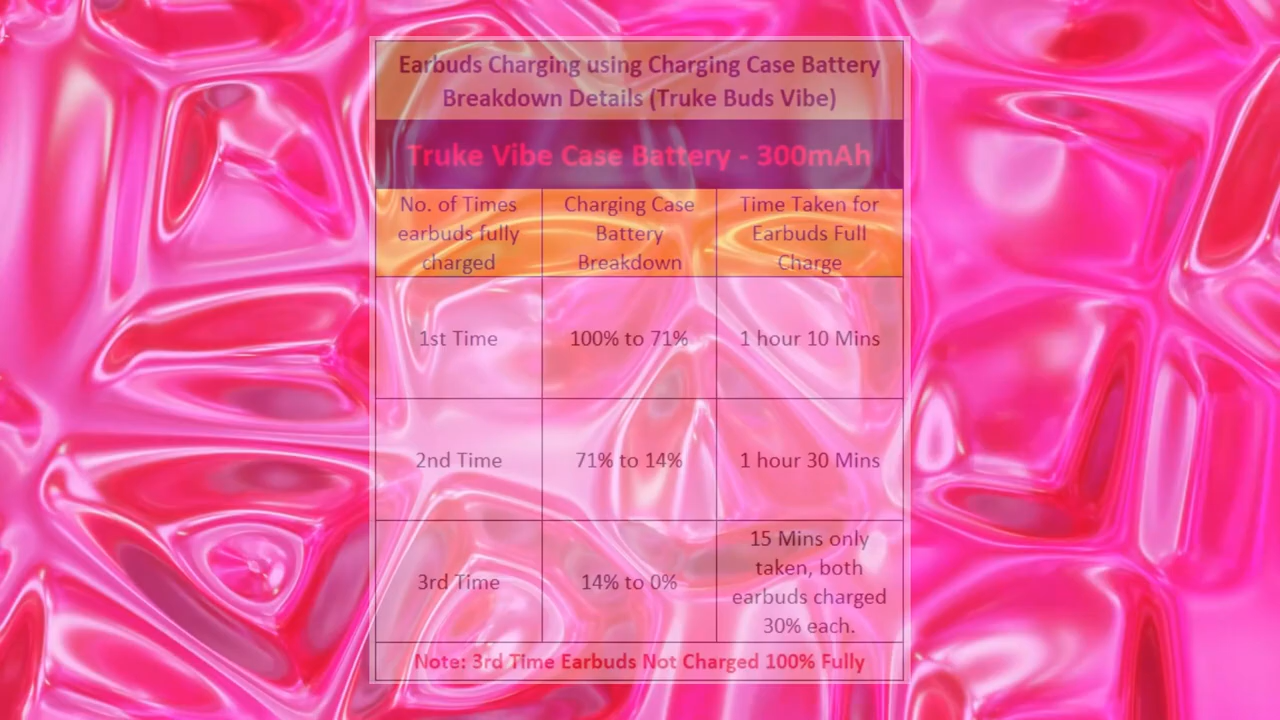 Earbuds Charging using Charging Case Battery
Breakdown Details (Truke Buds Vibe)
Truke Vibe Case Battery - 300mAh
No. of Times
earbuds fully
charged
Charging Case
Battery
Breakdown
Time Taken for
Earbuds Full
Charge
1st Time
100% to 71%
1 hour 10 Mins
2nd Time
71% to 14%
1 hour 30 Mins
3rd Time
14% to 0%
15 Mins only
taken, both
earbuds charged
30% each.
Note: 3rd Time Earbuds Not Charged 100% Fully